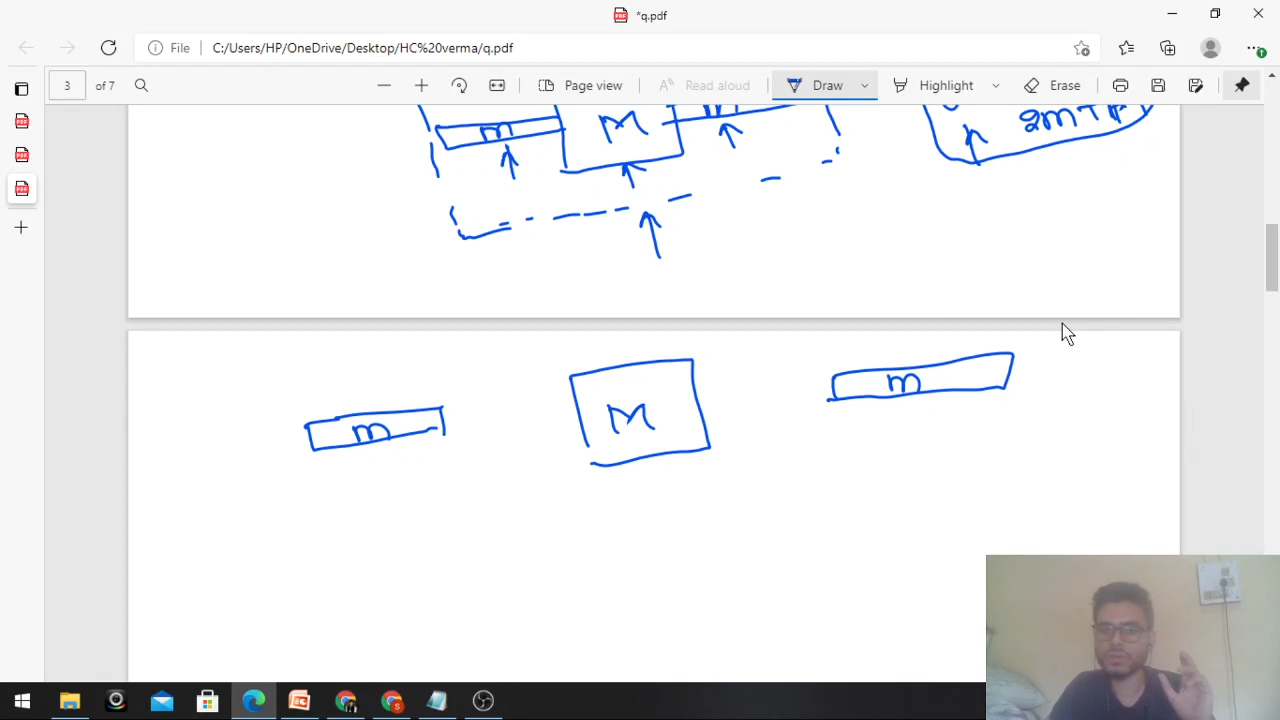 *q.pdf
File
C:/Users/HP/OneDrive/Desktop/HC%20verma/q.pdf
3 of 7
Page view
Read aloud
Draw
Highlight
Erase
m
M
m
2m+
m
M
m